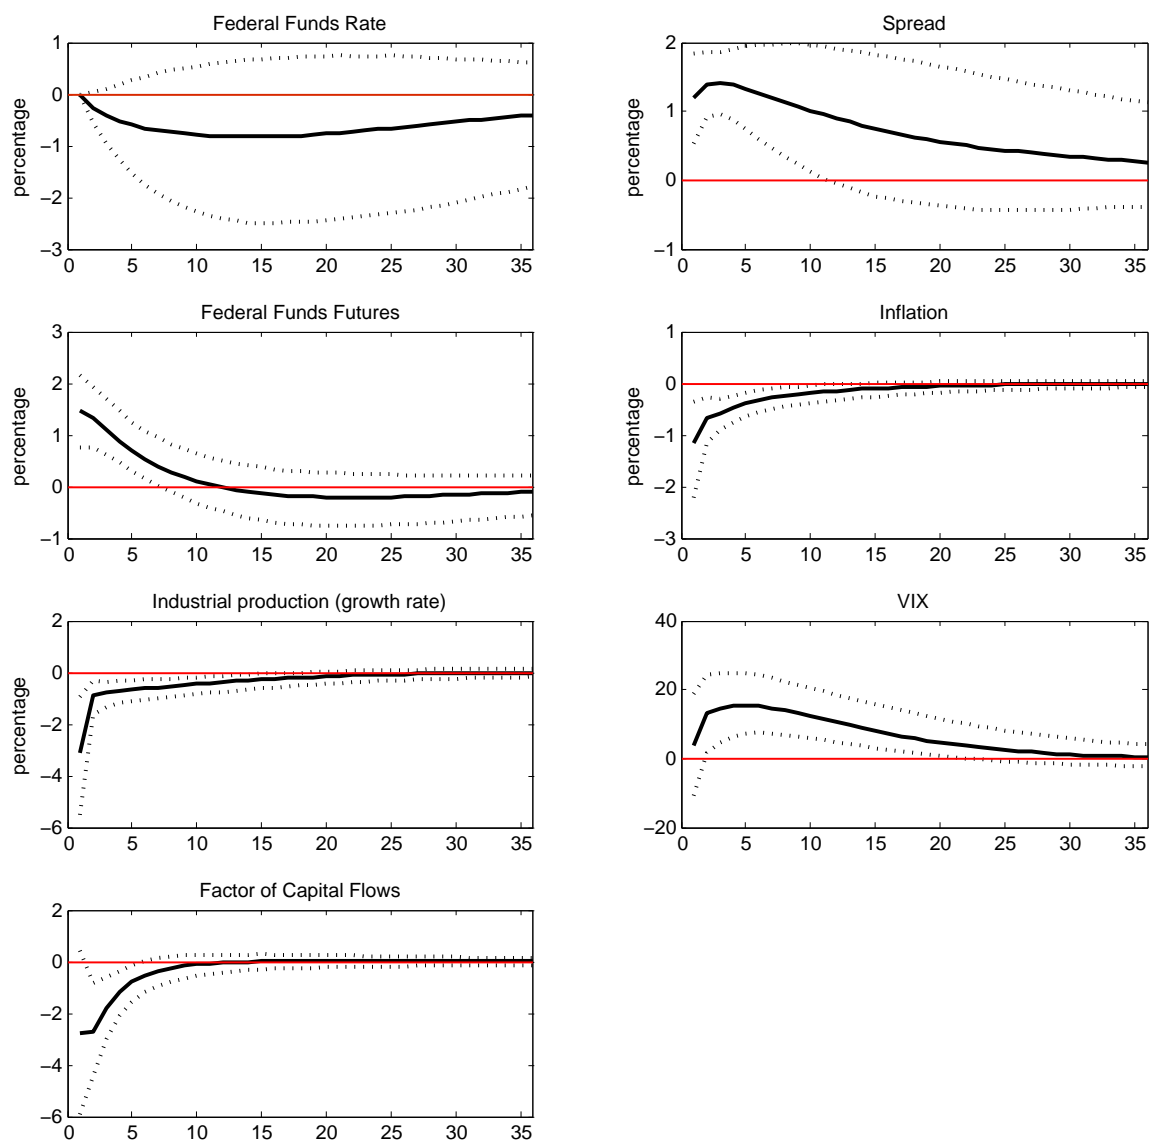 Federal Funds Rate
percentage
1
0
−1
−2
−3
0 5 10 15 20 25 30 35
Spread
percentage
2
1
0
−1
0 5 10 15 20 25 30 35
Federal Funds Futures
percentage
3
2
1
0
−1
0 5 10 15 20 25 30 35
Inflation
percentage
1
0
−1
−2
−3
0 5 10 15 20 25 30 35
Industrial production (growth rate)
percentage
2
0
−2
−4
−6
0 5 10 15 20 25 30 35
VIX
40
20
0
−20
0 5 10 15 20 25 30 35
Factor of Capital Flows
2
0
−2
−4
−6
0 5 10 15 20 25 30 35